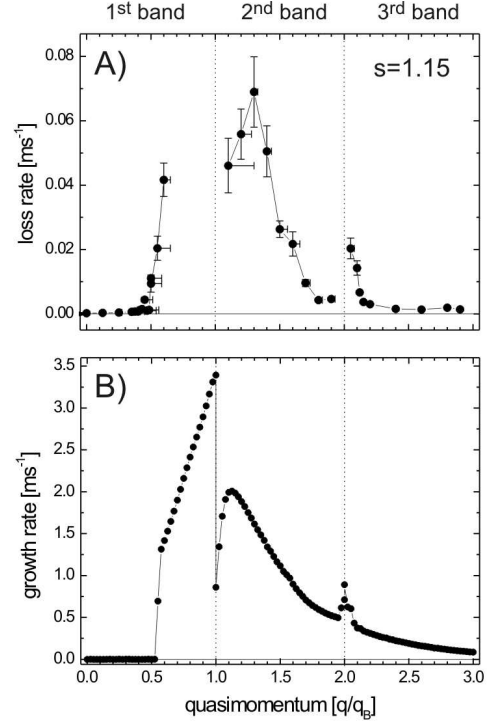 1st band 2nd band 3rd band
A) s=1.15
0.08
0.06
0.04
0.02
0.00
loss rate [ms-1]
B)
3.5
3.0
2.5
2.0
1.5
1.0
0.5
0.0
growth rate [ms-1]
0.0 0.5 1.0 1.5 2.0 2.5 3.0
quasimomentum [q/qB]